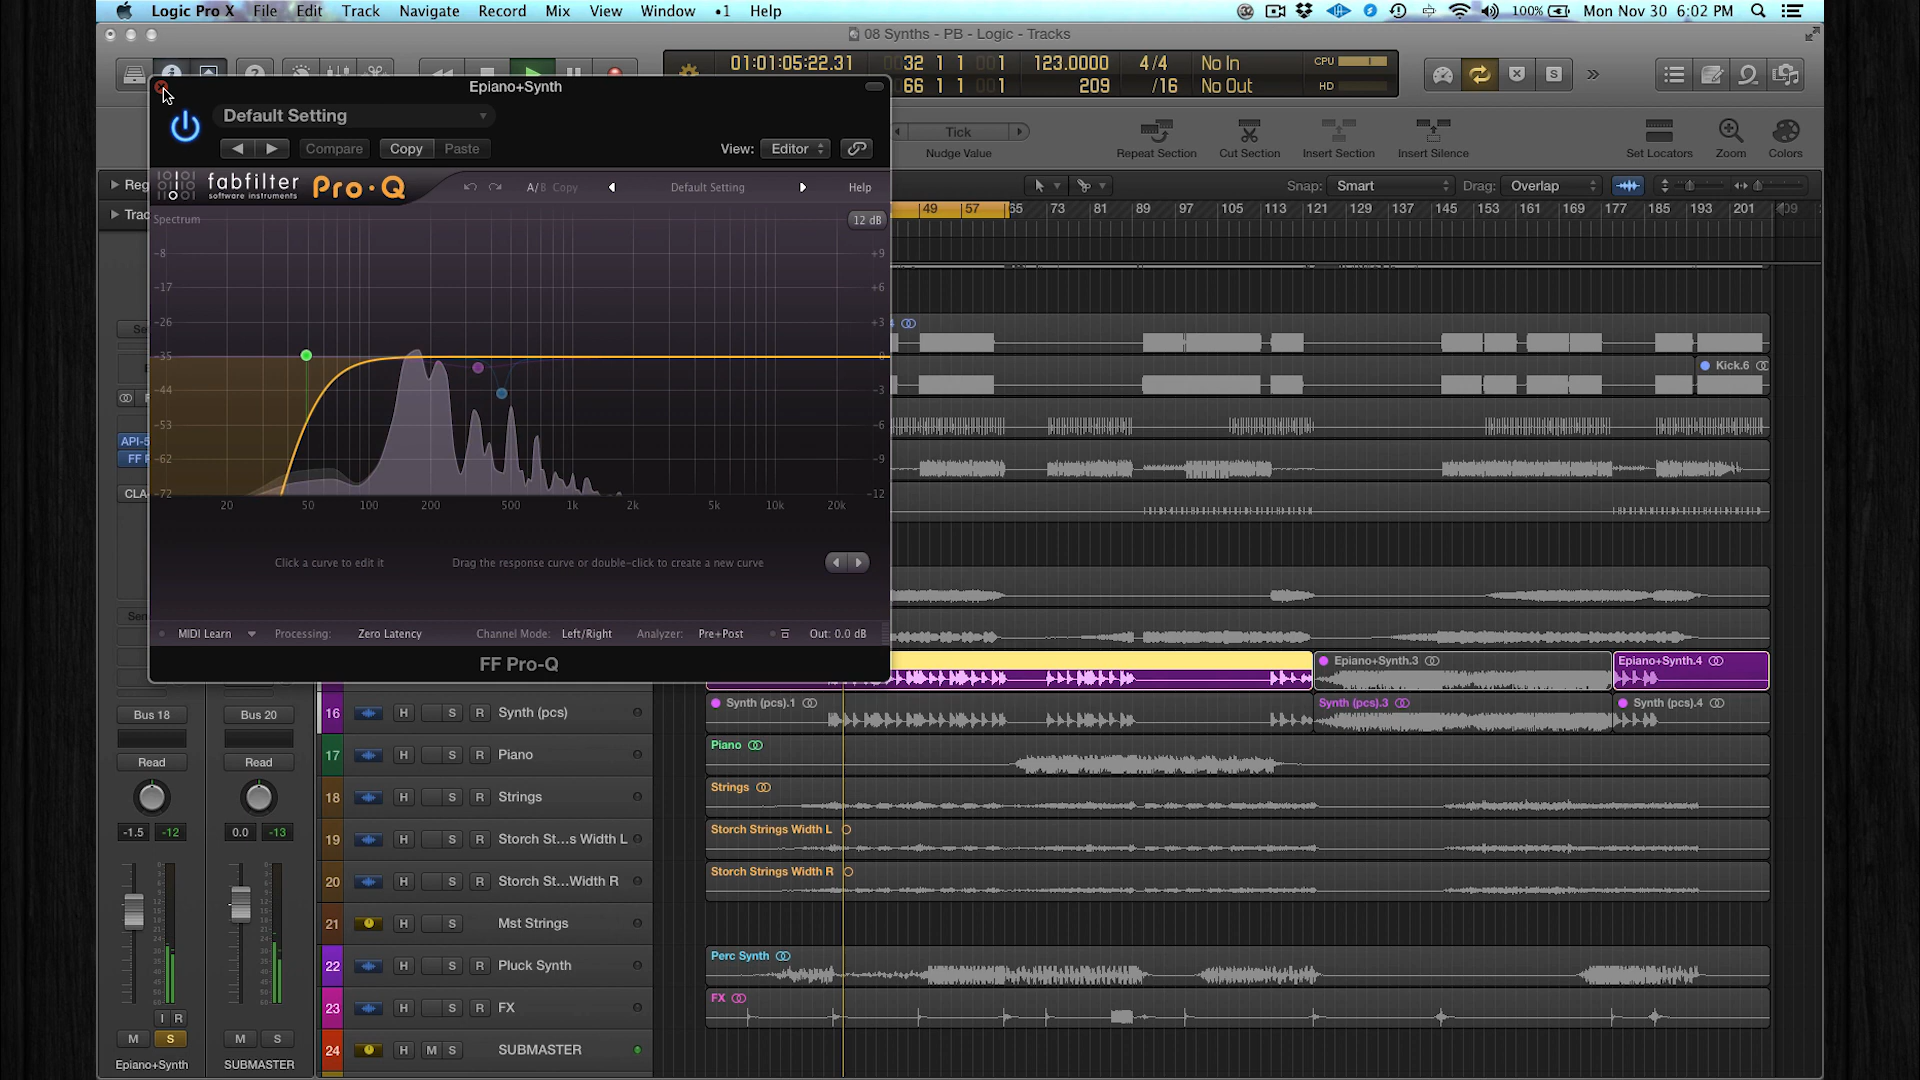 Logic Pro X File Edit Track Navigate Record Mix View Window •1 Help 100% Mon Nov 30 6:02 PM
08 Synths - PB - Logic - Tracks
01:01:05:22.31 32 1 1 1 123.0000 4/4 No In CPU
66 1 1 001 209 /16 No Out HD
S
Epiano+Synth
Default Setting
Compare Copy Paste View: Editor
Tick
Nudge Value Repeat Section Cut Section Insert Section Insert Silence Set Locators Zoom Colors
Reg
Snap: Smart Drag: Overlap
fabfilter
software instruments
Pro·Q
A/B Copy Default Setting Help
Trac
49 57 65 73 81 89 97 105 113 121 129 137 145 153 161 169 177 185 193 201 209
Spectrum 12 dB
-8 +9
-17 +6
-26 +3
-35 0
-44 -3
-53 -6
-62 -9
-72 -12
20 50 100 200 500 1k 2k 5k 10k 20k
Kick.6
API-5
FF P
CLA
Click a curve to edit it Drag the response curve or double-click to create a new curve
MIDI Learn Processing: Zero Latency Channel Mode: Left/Right Analyzer: Pre+Post Out: 0.0 dB
FF Pro-Q
Epiano+Synth.3 Epiano+Synth.4
16 H S R Synth (pcs)
Synth (pcs).1 Synth (pcs).3 Synth (pcs).4
17 H S R Piano
Piano
18 H S R Strings
Strings
19 H S R Storch St...s Width L
Storch Strings Width L
20 H S R Storch St...Width R
Storch Strings Width R
21 H S Mst Strings
22 H S R Pluck Synth
Perc Synth
23 H S R FX
FX
24 H M S SUBMASTER
Bus 18 Bus 20
Read Read
-1.5 -12 0.0 -13
I R
M S M S
Epiano+Synth SUBMASTER